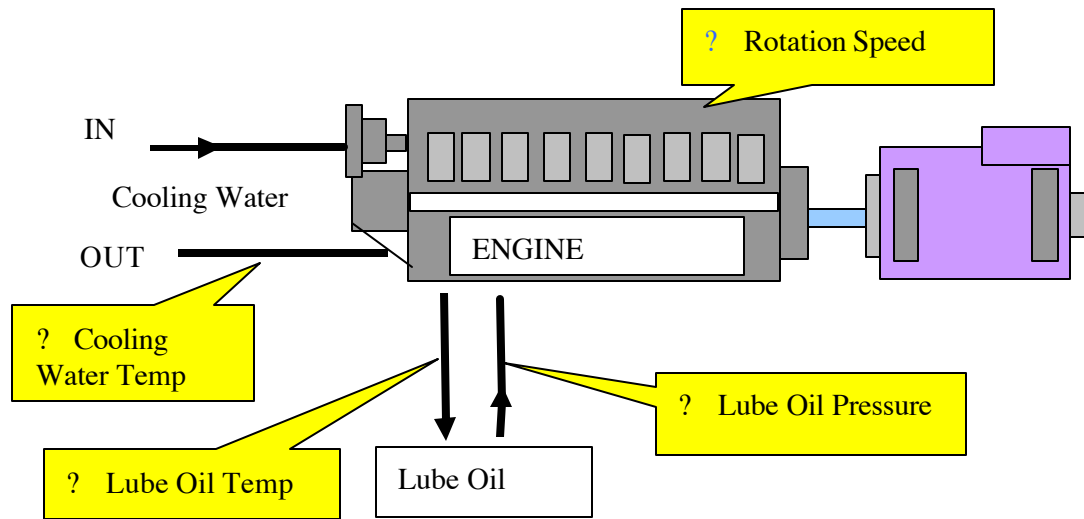 ? Rotation Speed
IN
Cooling Water
OUT
ENGINE
? Cooling
Water Temp
? Lube Oil Pressure
? Lube Oil Temp
Lube Oil